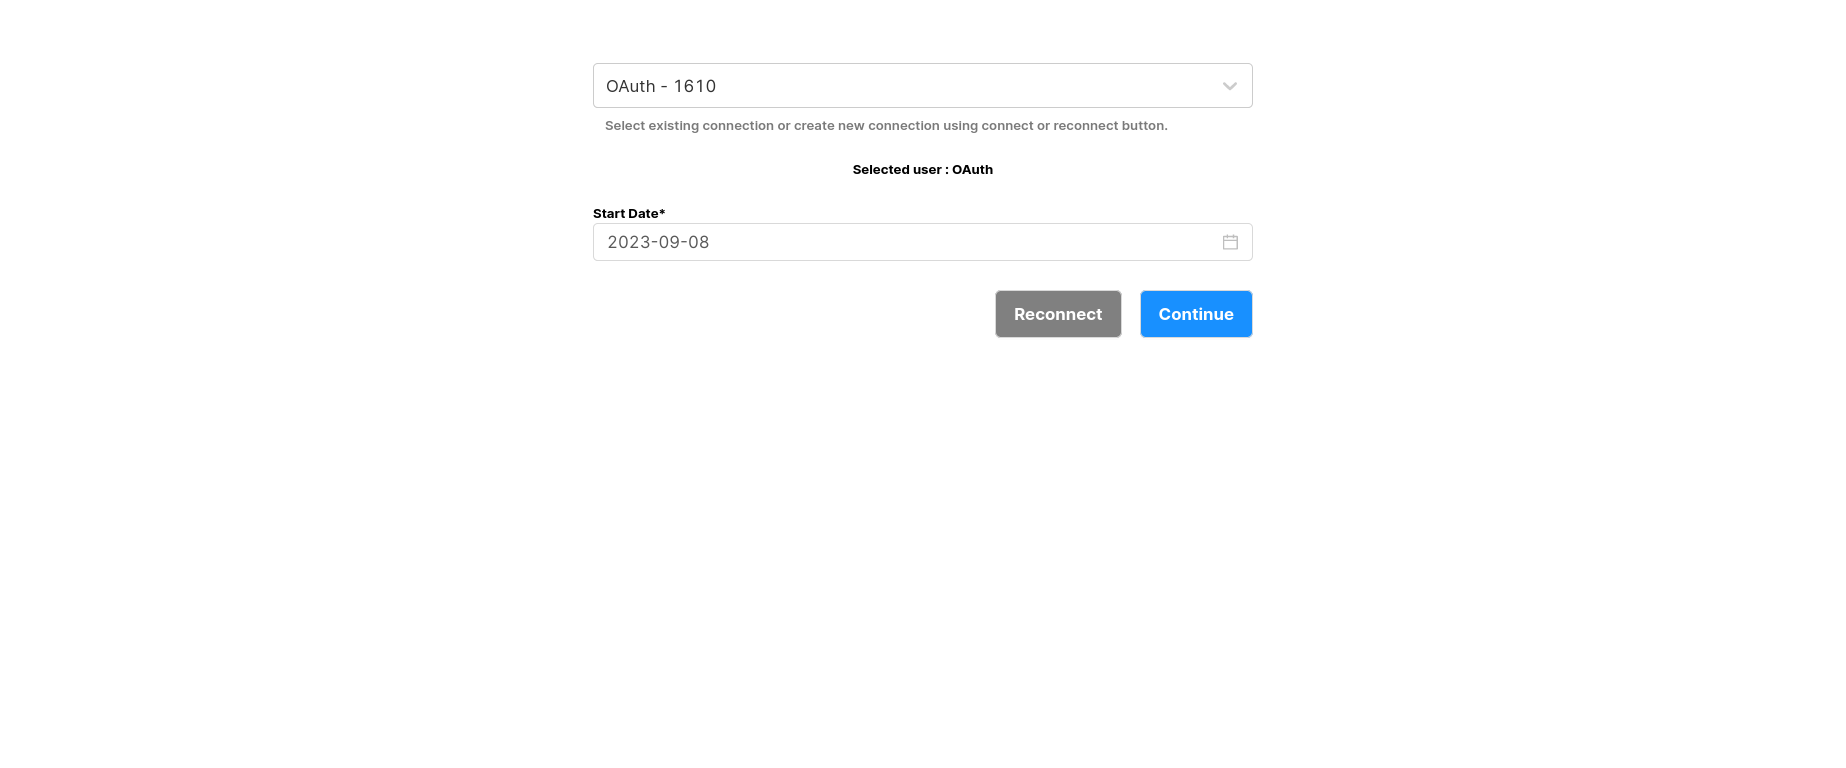 OAuth - 1610
Select existing connection or create new connection using connect or reconnect button.
Selected user : OAuth
Start Date*
2023-09-08
Reconnect Continue